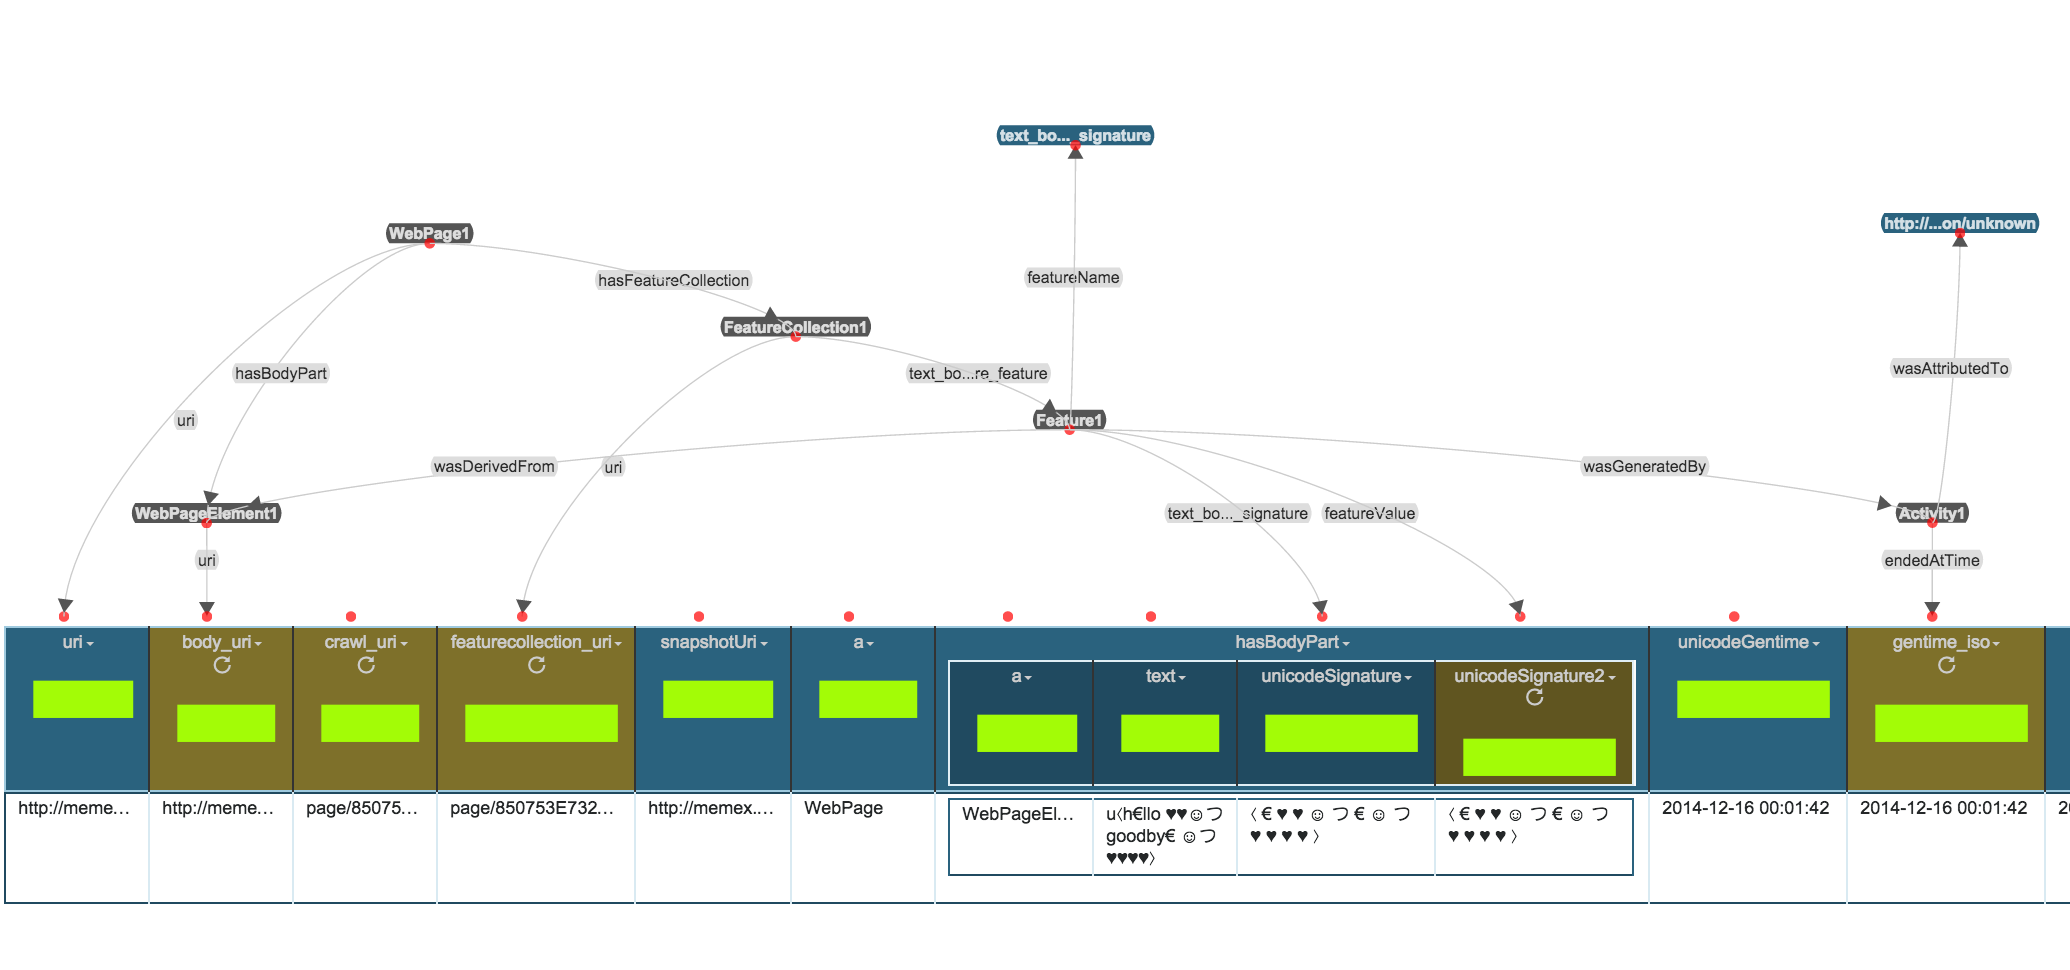 text_bo..._signature
http://...on/unknown
WebPage1
hasFeatureCollection
featureName
FeatureCollection1
hasBodyPart
text_bo...re_feature
wasAttributedTo
uri
Feature1
wasDerivedFrom
uri
wasGeneratedBy
WebPageElement1
text_bo..._signature
featureValue
Activity1
uri
endedAtTime
uri
body_uri
crawl_uri
featurecollection_uri
snapshotUri
a
hasBodyPart
unicodeGentime
gentime_iso
a
text
unicodeSignature
unicodeSignature2
http://meme...
http://meme...
page/85075...
page/850753E732...
http://memex....
WebPage
WebPageEl...
u〈h€llo ♥♥☺つ
goodby€ ☺つ
♥♥♥♥〉
〈 € ♥ ♥ ☺ つ € ☺ つ
♥ ♥ ♥ ♥ 〉
〈 € ♥ ♥ ☺ つ € ☺ つ
♥ ♥ ♥ ♥ 〉
2014-12-16 00:01:42
2014-12-16 00:01:42